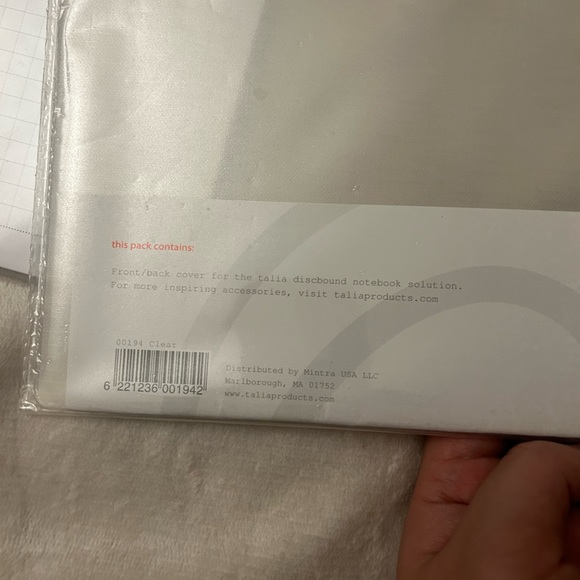 this pack contains:
Front/back cover for the talia discbound notebook solution.
For more inspiring accessories, visit taliaproducts.com
00194 Clear
6 221236 001942
Distributed by Mintra USA LLC
Marlborough, MA 01752
www.taliaproducts.com